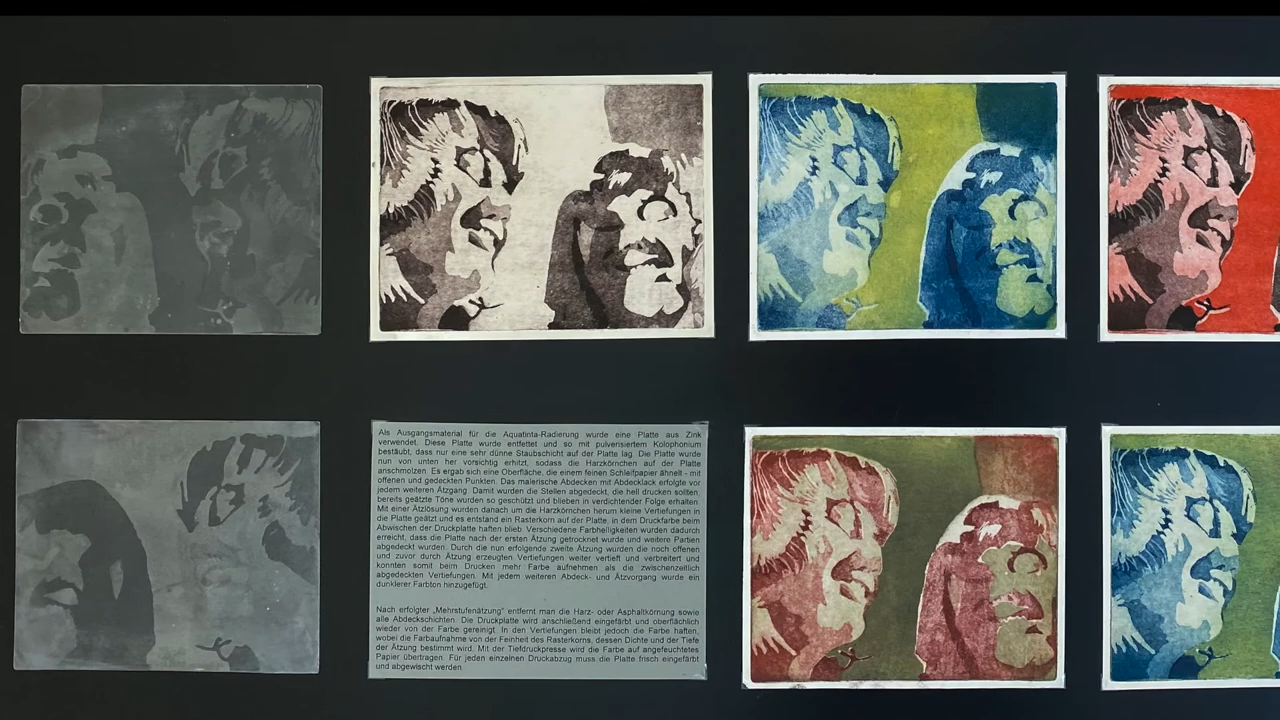 Als Ausgangsmaterial für die Aquatinta-Radierung wurde eine Platte aus Zink
verwendet. Diese Platte wurde entfettet und so mit pulverisiertem Kolophonium
bestäubt, dass nur eine sehr dünne Staubschicht auf der Platte lag. Die Platte wurde
nun von unten her vorsichtig erhitzt, sodass die Harzkörnchen auf der Platte
anschmolzen. Es ergab sich eine Oberfläche, die einem feinen Schleifpapier ähnelt - mit
offenen und gedeckten Punkten. Das malerische Abdecken mit Abdecklack erfolgte vor
jedem weiteren Ätzgang. Damit wurden die Stellen abgedeckt, die hell drucken sollten,
bereits geätzte Töne wurden so geschützt und blieben in verdichtender Folge erhalten.
Mit einer Ätzlösung wurden danach um die Harzkörnchen herum kleine Vertiefungen in
die Platte geätzt und es entstand ein Rasterkorn auf der Platte, in dem Druckfarbe beim
Abwischen der Druckplatte haften blieb. Verschiedene Farbhelligkeiten wurden dadurch
erreicht, dass die Platte nach der ersten Ätzung getrocknet wurde und weitere Partien
abgedeckt wurden. Durch die nun erfolgende zweite Ätzung wurden die noch offenen
und zuvor durch Ätzung erzeugten Vertiefungen weiter vertieft und verbreitert und
konnten somit beim Drucken mehr Farbe aufnehmen als die zwischenzeitlich
abgedeckten Vertiefungen. Mit jedem weiteren Abdeck- und Ätzvorgang wurde ein
dunklerer Farbton hinzugefügt.
Nach erfolgter „Mehrstufenätzung“ entfernt man die Harz- oder Asphaltkörnung sowie
alle Abdeckschichten. Die Druckplatte wird anschließend eingefärbt und oberflächlich
wieder von der Farbe gereinigt. In den Vertiefungen bleibt jedoch die Farbe haften,
wobei die Farbaufnahme von der Feinheit des Rasterkorns, dessen Dichte und der Tiefe
der Ätzung bestimmt wird. Mit der Tiefdruckpresse wird die Farbe auf angefeuchtetes
Papier übertragen. Für jeden einzelnen Druckabzug muss die Platte frisch eingefärbt
und abgewischt werden.